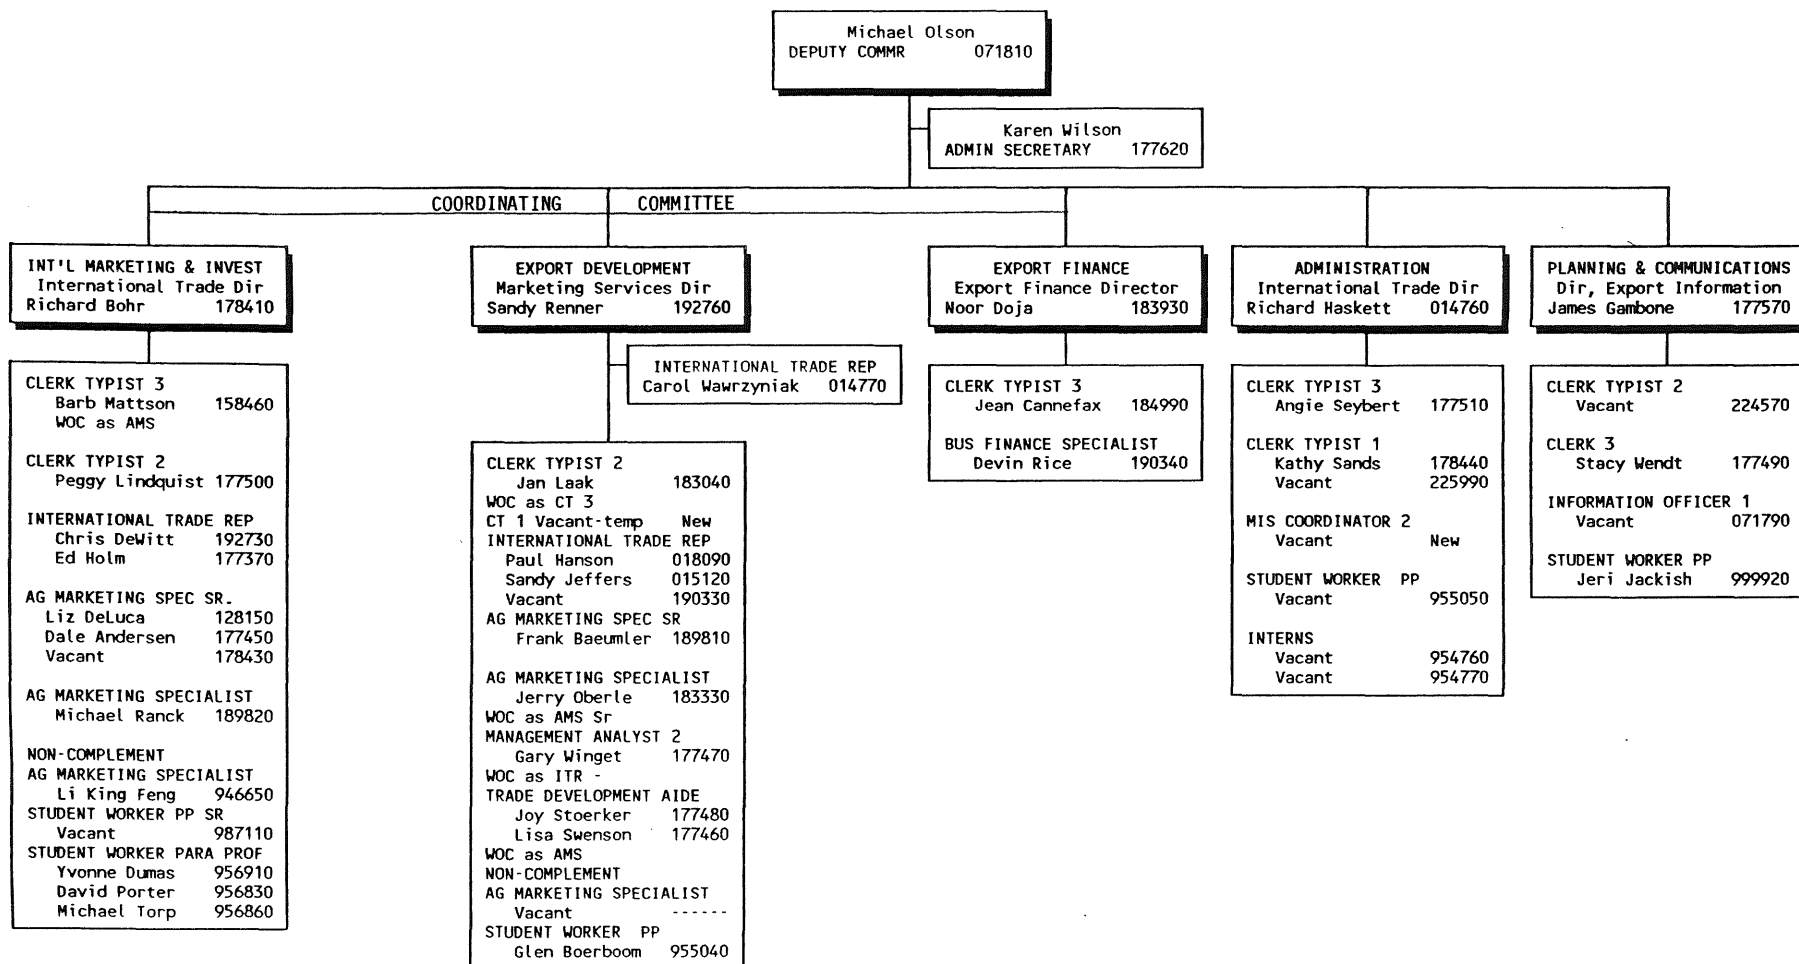 Michael Olson
DEPUTY COMMR 071810
Karen Wilson
ADMIN SECRETARY 177620
COORDINATING COMMITTEE
INT'L MARKETING & INVEST
International Trade Dir
Richard Bohr 178410
CLERK TYPIST 3
Barb Mattson 158460
WOC as AMS
CLERK TYPIST 2
Peggy Lindquist 177500
INTERNATIONAL TRADE REP
Chris DeWitt 192730
Ed Holm 177370
AG MARKETING SPEC SR.
Liz DeLuca 128150
Dale Andersen 177450
Vacant 178430
AG MARKETING SPECIALIST
Michael Ranck 189820
NON-COMPLEMENT
AG MARKETING SPECIALIST
Li King Feng 946650
STUDENT WORKER PP SR
Vacant 987110
STUDENT WORKER PARA PROF
Yvonne Dumas 956910
David Porter 956830
Michael Torp 956860
EXPORT DEVELOPMENT
Marketing Services Dir
Sandy Renner 192760
INTERNATIONAL TRADE REP
Carol Wawrzyniak 014770
CLERK TYPIST 2
Jan Laak 183040
WOC as CT 3
CT 1 Vacant-temp New
INTERNATIONAL TRADE REP
Paul Hanson 018090
Sandy Jeffers 015120
Vacant 190330
AG MARKETING SPEC SR
Frank Baeumler 189810
AG MARKETING SPECIALIST
Jerry Oberle 183330
WOC as AMS Sr
MANAGEMENT ANALYST 2
Gary Winget 177470
WOC as ITR -
TRADE DEVELOPMENT AIDE
Joy Stoerker 177480
Lisa Swenson 177460
WOC as AMS
NON-COMPLEMENT
AG MARKETING SPECIALIST
Vacant ------
STUDENT WORKER PP
Glen Boerboom 955040
EXPORT FINANCE
Export Finance Director
Noor Doja 183930
CLERK TYPIST 3
Jean Cannefax 184990
BUS FINANCE SPECIALIST
Devin Rice 190340
ADMINISTRATION
International Trade Dir
Richard Haskett 014760
CLERK TYPIST 3
Angie Seybert 177510
CLERK TYPIST 1
Kathy Sands 178440
Vacant 225990
MIS COORDINATOR 2
Vacant New
STUDENT WORKER PP
Vacant 955050
INTERNS
Vacant 954760
Vacant 954770
PLANNING & COMMUNICATIONS
Dir, Export Information
James Gambone 177570
CLERK TYPIST 2
Vacant 224570
CLERK 3
Stacy Wendt 177490
INFORMATION OFFICER 1
Vacant 071790
STUDENT WORKER PP
Jeri Jackish 999920